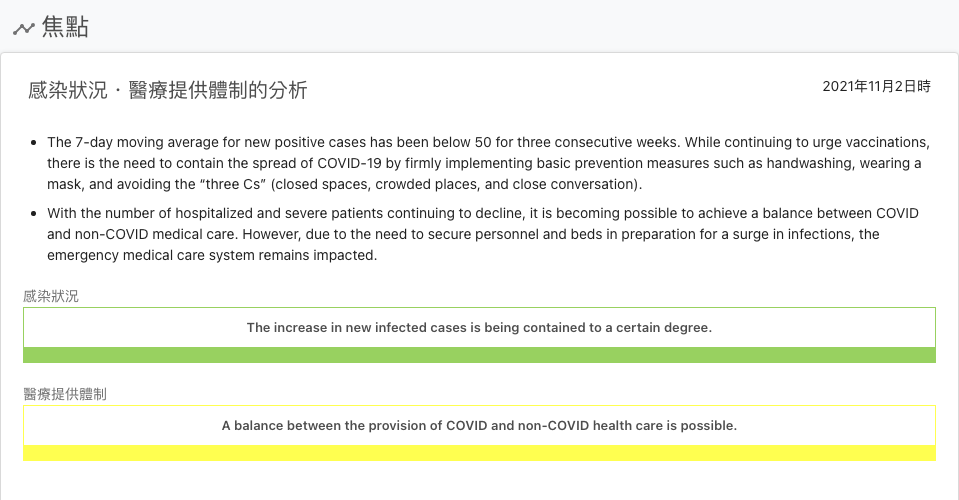 焦點
感染狀況・醫療提供體制的分析
2021年11月2日時
• The 7-day moving average for new positive cases has been below 50 for three consecutive weeks. While continuing to urge vaccinations,
there is the need to contain the spread of COVID-19 by firmly implementing basic prevention measures such as handwashing, wearing a
mask, and avoiding the “three Cs” (closed spaces, crowded places, and close conversation).
• With the number of hospitalized and severe patients continuing to decline, it is becoming possible to achieve a balance between COVID
and non-COVID medical care. However, due to the need to secure personnel and beds in preparation for a surge in infections, the
emergency medical care system remains impacted.
感染狀況
The increase in new infected cases is being contained to a certain degree.
醫療提供體制
A balance between the provision of COVID and non-COVID health care is possible.